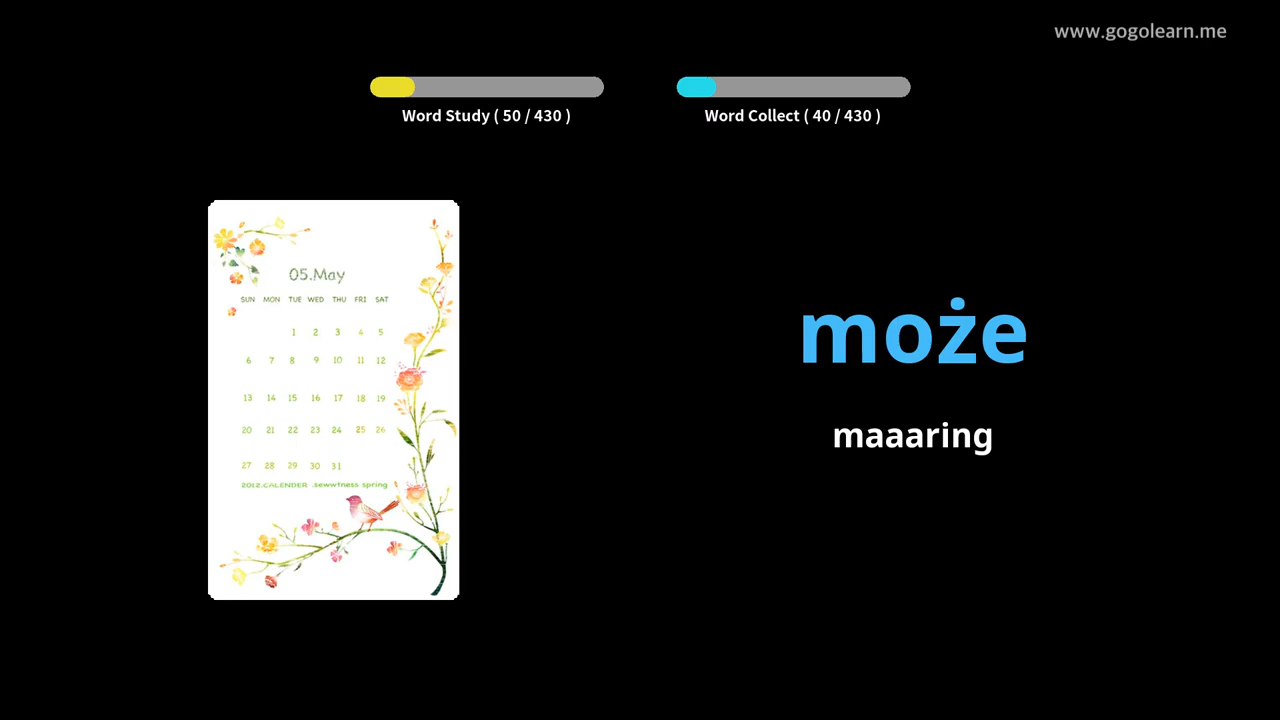 www.gogolearn.me
Word Study ( 50 / 430 )
Word Collect ( 40 / 430 )
05.May
SUN MON TUE WED THU FRI SAT
1 2 3 4 5
6 7 8 9 10 11 12
13 14 15 16 17 18 19
20 21 22 23 24 25 26
27 28 29 30 31
2012.CALENDER .sewwtness spring
może
maaaring